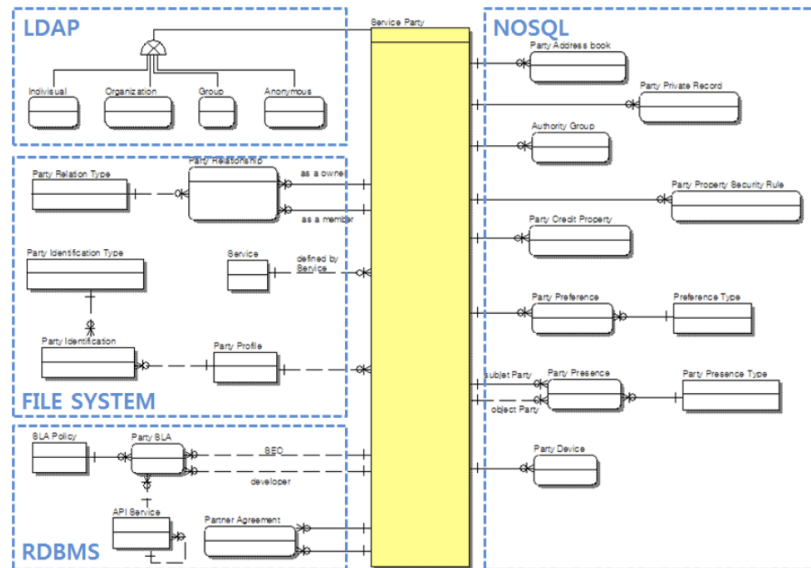 LDAP
Service Party
NOSQL
Indivisual
Organization
Group
Anonymous
Party Address book
Party Private Record
Authority Group
Party Property Security Rule
Party Credit Property
Party Preference
Preference Type
subjet Party
Party Presence
Party Presence Type
object Party
Party Device
Party Relationship
Party Relation Type
as a owner
as a member
Party Identification Type
Service
defined by
Service
Party Identification
Party Profile
FILE SYSTEM
SLA Policy
Party SLA
SEC
developer
API Service
Partner Agreement
RDBMS